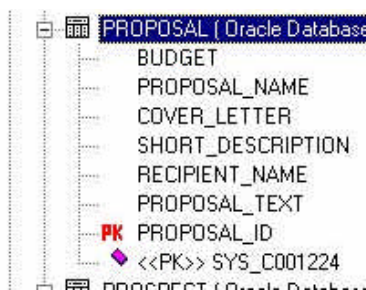 PROPOSAL ( Oracle Database
BUDGET
PROPOSAL_NAME
COVER_LETTER
SHORT_DESCRIPTION
RECIPIENT_NAME
PROPOSAL_TEXT
PK PROPOSAL_ID
<<PK>> SYS_C001224
PROSPECT ( Oracle Database